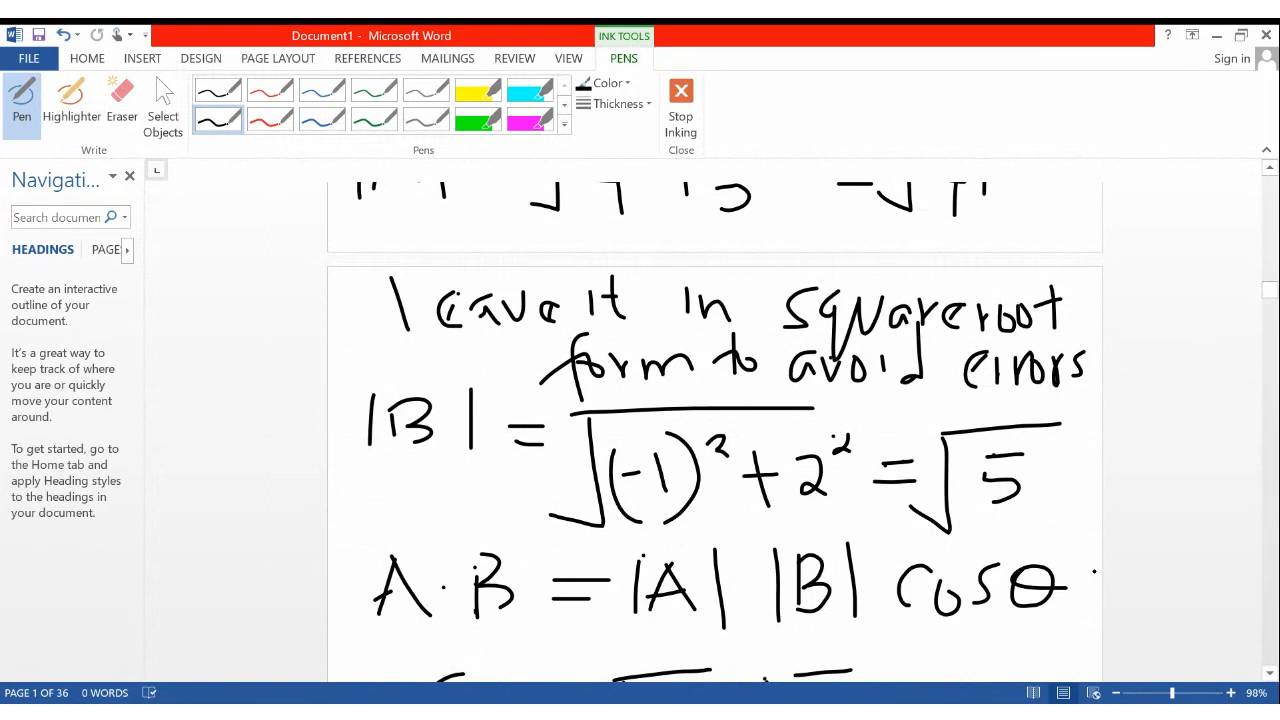 Document1 - Microsoft Word
INK TOOLS
?
FILE HOME INSERT DESIGN PAGE LAYOUT REFERENCES MAILINGS REVIEW VIEW PENS Sign in
Pen Highlighter Eraser Select Objects
Color
Thickness
Stop Inking
Write Pens Close
Navigati...
Search documen
HEADINGS PAGE
Create an interactive
outline of your
document.
It's a great way to
keep track of where
you are or quickly
move your content
around.
To get started, go to
the Home tab and
apply Heading styles
to the headings in
your document.
I eave it in squareroot
form to avoid errors
|B| = √(-1)² + 2² = √5
A · B = |A| |B| cosθ
PAGE 1 OF 36 0 WORDS 98%